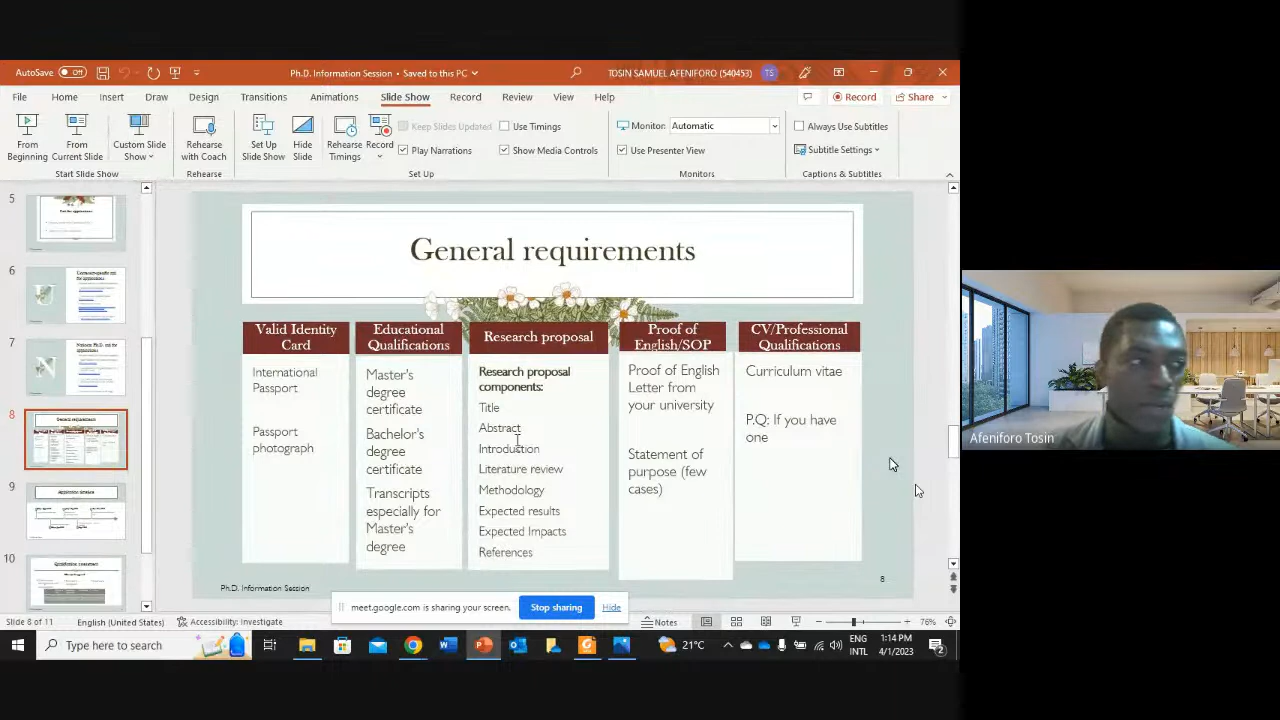 AutoSave
Off
Ph.D. Information Session • Saved to this PC
TOSIN SAMUEL AFENIFORO (540453)
TS
File
Home
Insert
Draw
Design
Transitions
Animations
Slide Show
Record
Review
View
Help
Record
Share
From
Beginning
From
Current Slide
Custom Slide
Show
Rehearse
with Coach
Set Up
Slide Show
Hide
Slide
Rehearse
Timings
Record
Keep Slides Updated
Use Timings
Play Narrations
Show Media Controls
Monitor:
Automatic
Use Presenter View
Always Use Subtitles
Subtitle Settings
Start Slide Show
Rehearse
Set Up
Monitors
Captions & Subtitles
5
6
7
8
9
10
General requirements
Valid Identity
Card
International
Passport
Passport
photograph
Educational
Qualifications
Master's
degree
certificate
Bachelor's
degree
certificate
Transcripts
especially for
Master's
degree
Research proposal
Research proposal
components:
Title
Abstract
Introduction
Literature review
Methodology
Expected results
Expected Impacts
References
Proof of
English/SOP
Proof of English
Letter from
your university
Statement of
purpose (few
cases)
CV/Professional
Qualifications
Curriculum vitae
P.Q: If you have
one
Ph.D. Information Session
8
Afeniforo Tosin
meet.google.com is sharing your screen.
Stop sharing
Hide
Slide 8 of 11
English (United States)
Accessibility: Investigate
Notes
76%
Type here to search
21°C
ENG
INTL
1:14 PM
4/1/2023
2